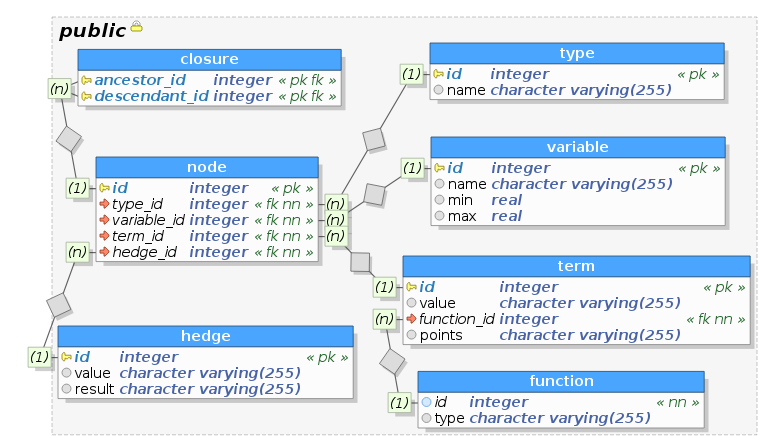 public
closure
ancestor_id integer « pk fk »
descendant_id integer « pk fk »
(n)
node
(1) id integer « pk »
type_id integer « fk nn » (n)
variable_id integer « fk nn » (n)
term_id integer « fk nn » (n)
(n) hedge_id integer « fk nn »
hedge
(1) id integer « pk »
value character varying(255)
result character varying(255)
type
(1) id integer « pk »
name character varying(255)
variable
(1) id integer « pk »
name character varying(255)
min real
max real
term
(1) id integer « pk »
value character varying(255)
(n) function_id integer « fk nn »
points character varying(255)
function
(1) id integer « nn »
type character varying(255)